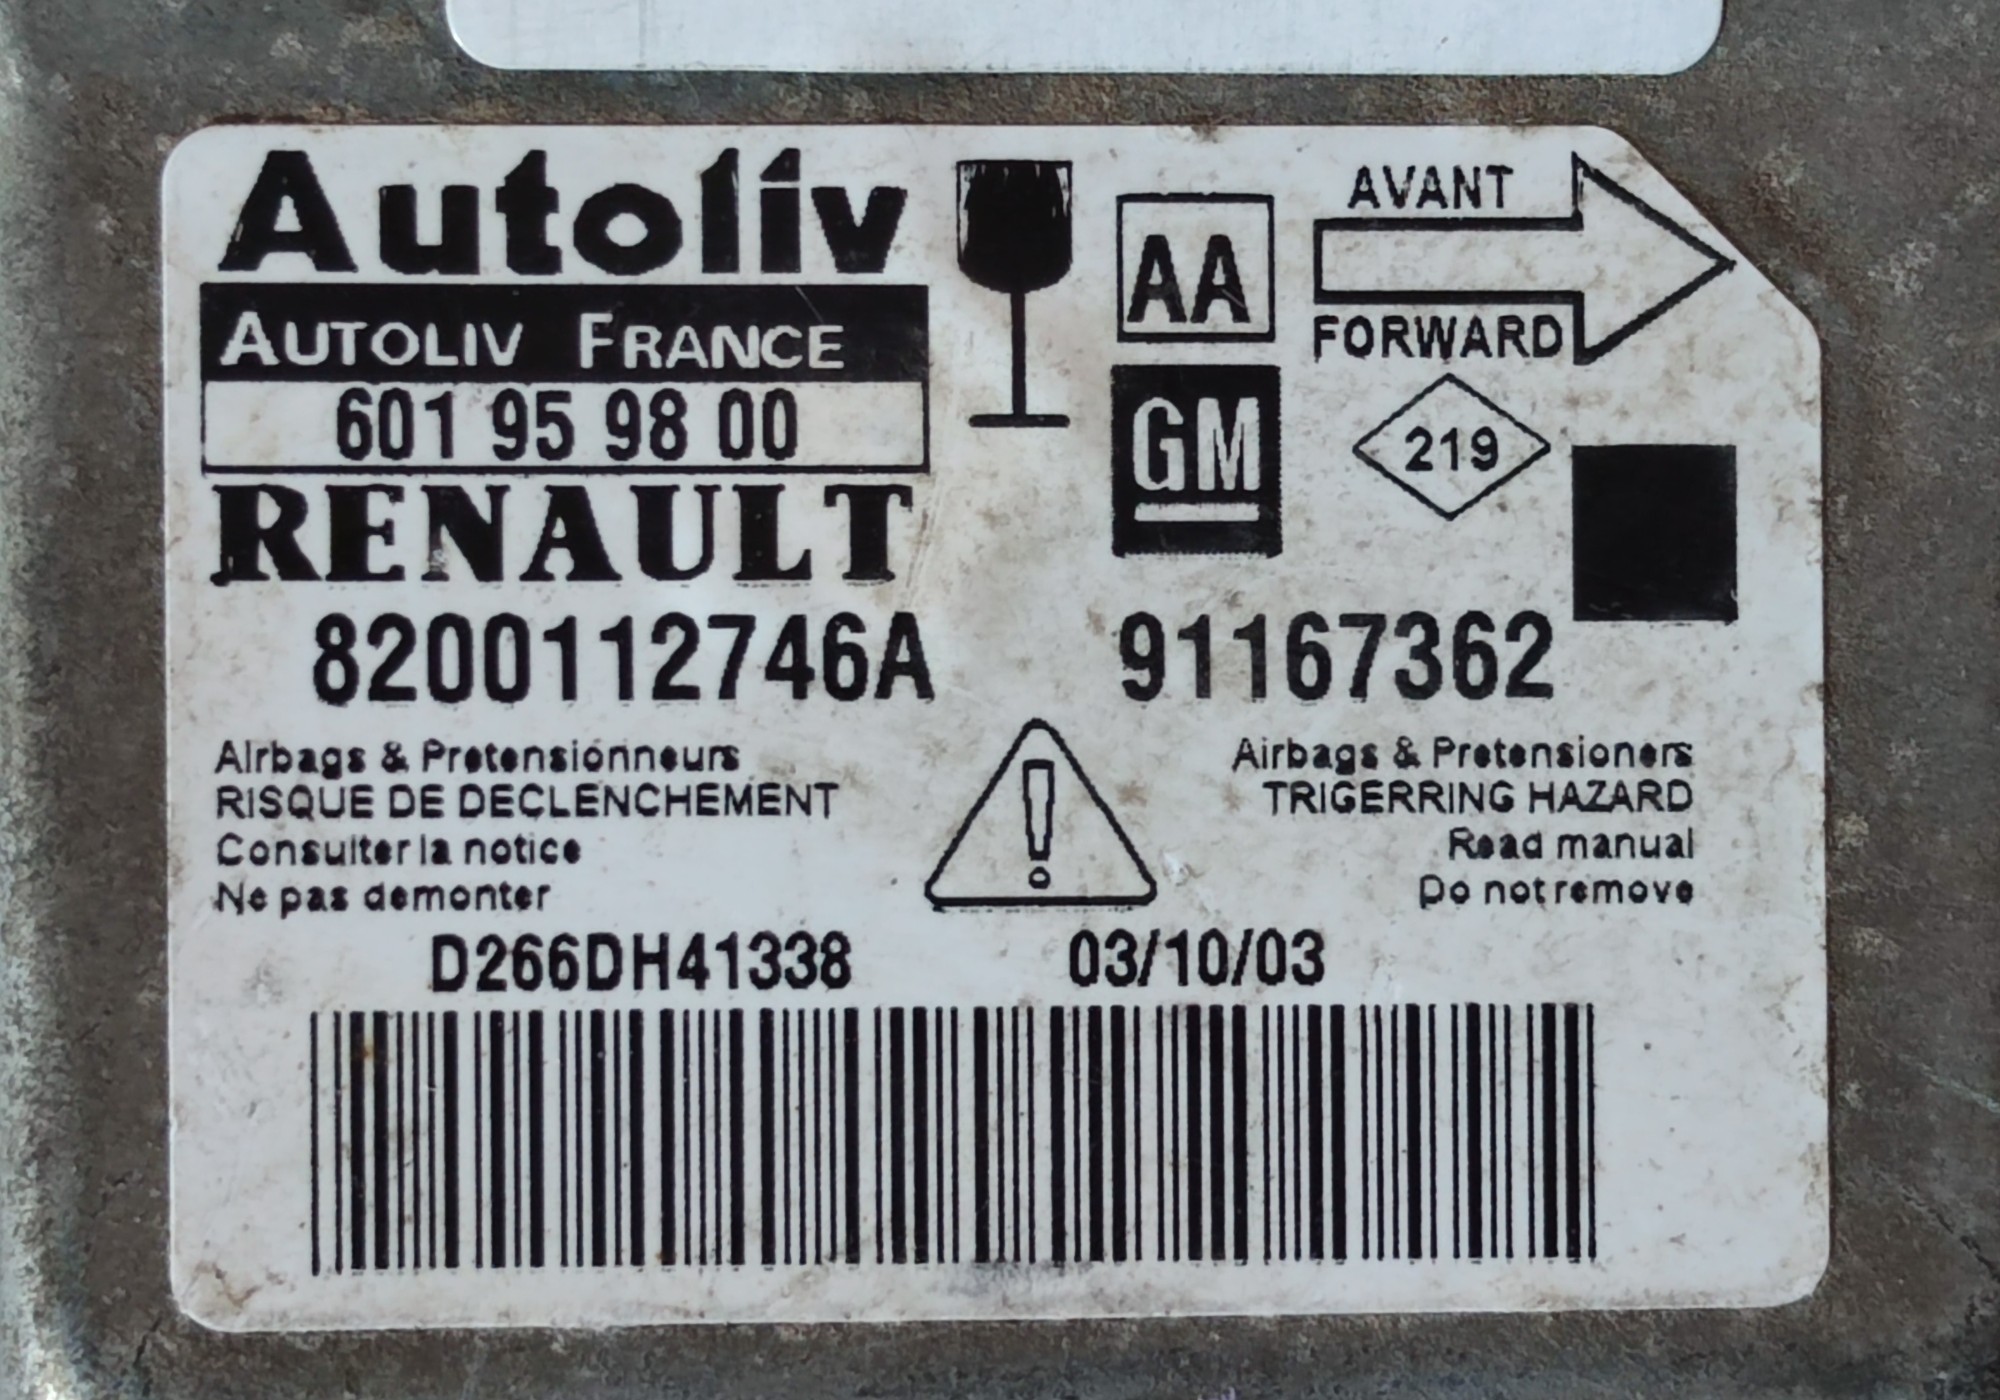 Autoliv
AUTOLIV FRANCE
601 95 98 00
RENAULT
8200112746A
AA
AVANT
FORWARD
GM
219
91167362
Airbags & Pretensionneurs
RISQUE DE DECLENCHEMENT
Consulter la notice
Ne pas demonter
Airbags & Pretensioners
TRIGERRING HAZARD
Read manual
Do not remove
D266DH41338
03/10/03